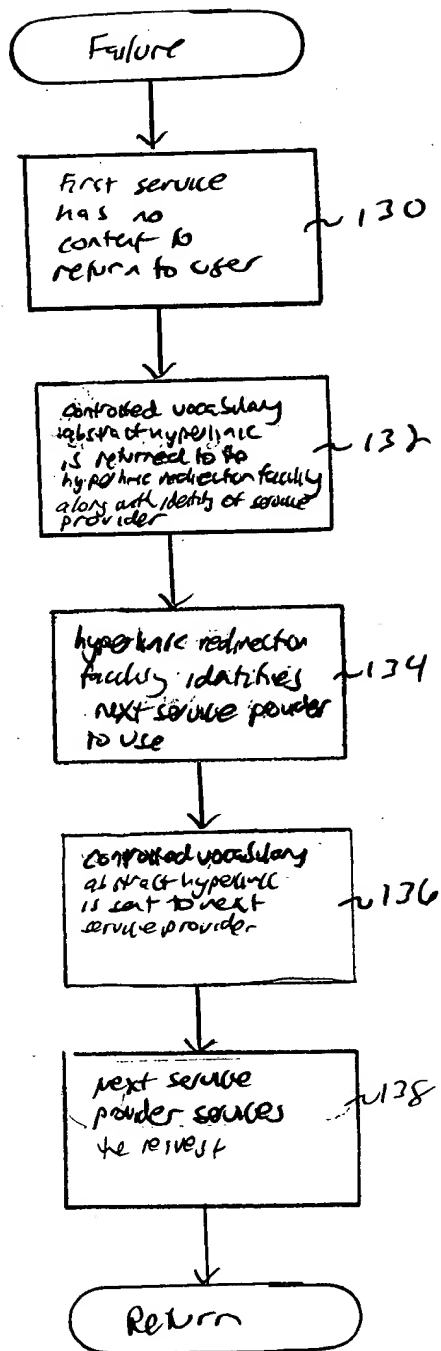 Failure
First service
has no
content to
return to user
~130
controlled vocabulary
abstract hyperlink
is returned to the
hyperlink redirection facility
along with identity of service
provider
~132
hyperlink redirection
facility identifies
next service provider
to use
~134
controlled vocabulary
abstract hyperlink
is sent to next
service provider
~136
next service
provider services
the request
~138
Return